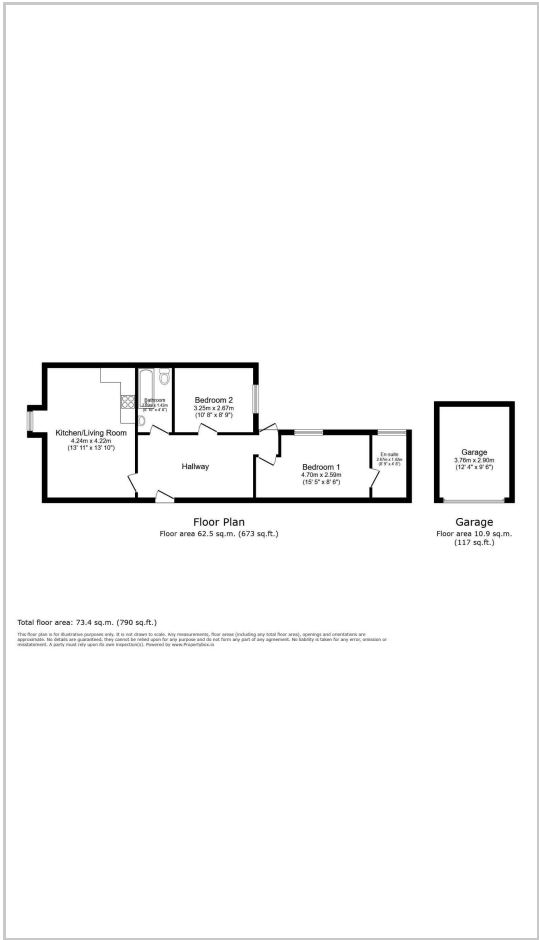 Kitchen/Living Room
4.24m x 4.22m
(13' 11" x 13' 10")
Bathroom
Bedroom 2
3.25m x 2.67m
(10' 8" x 8' 9")
Hallway
Bedroom 1
4.70m x 2.59m
(15' 5" x 8' 6")
En-suite
Garage
3.76m x 2.90m
(12' 4" x 9' 6")
Floor Plan
Floor area 62.5 sq.m. (673 sq.ft.)
Garage
Floor area 10.9 sq.m.
(117 sq.ft.)
Total floor area: 73.4 sq.m. (790 sq.ft.)
This floor plan is for illustrative purposes only. It is not drawn to scale. Any measurements, floor areas (including any total floor area), openings and orientations are
approximate. No details are guaranteed, they cannot be relied upon for any purpose and do not form any part of any agreement. No liability is taken for any error, omission or
misstatement. A party must rely upon its own inspection(s). Powered by www.Propertybox.io